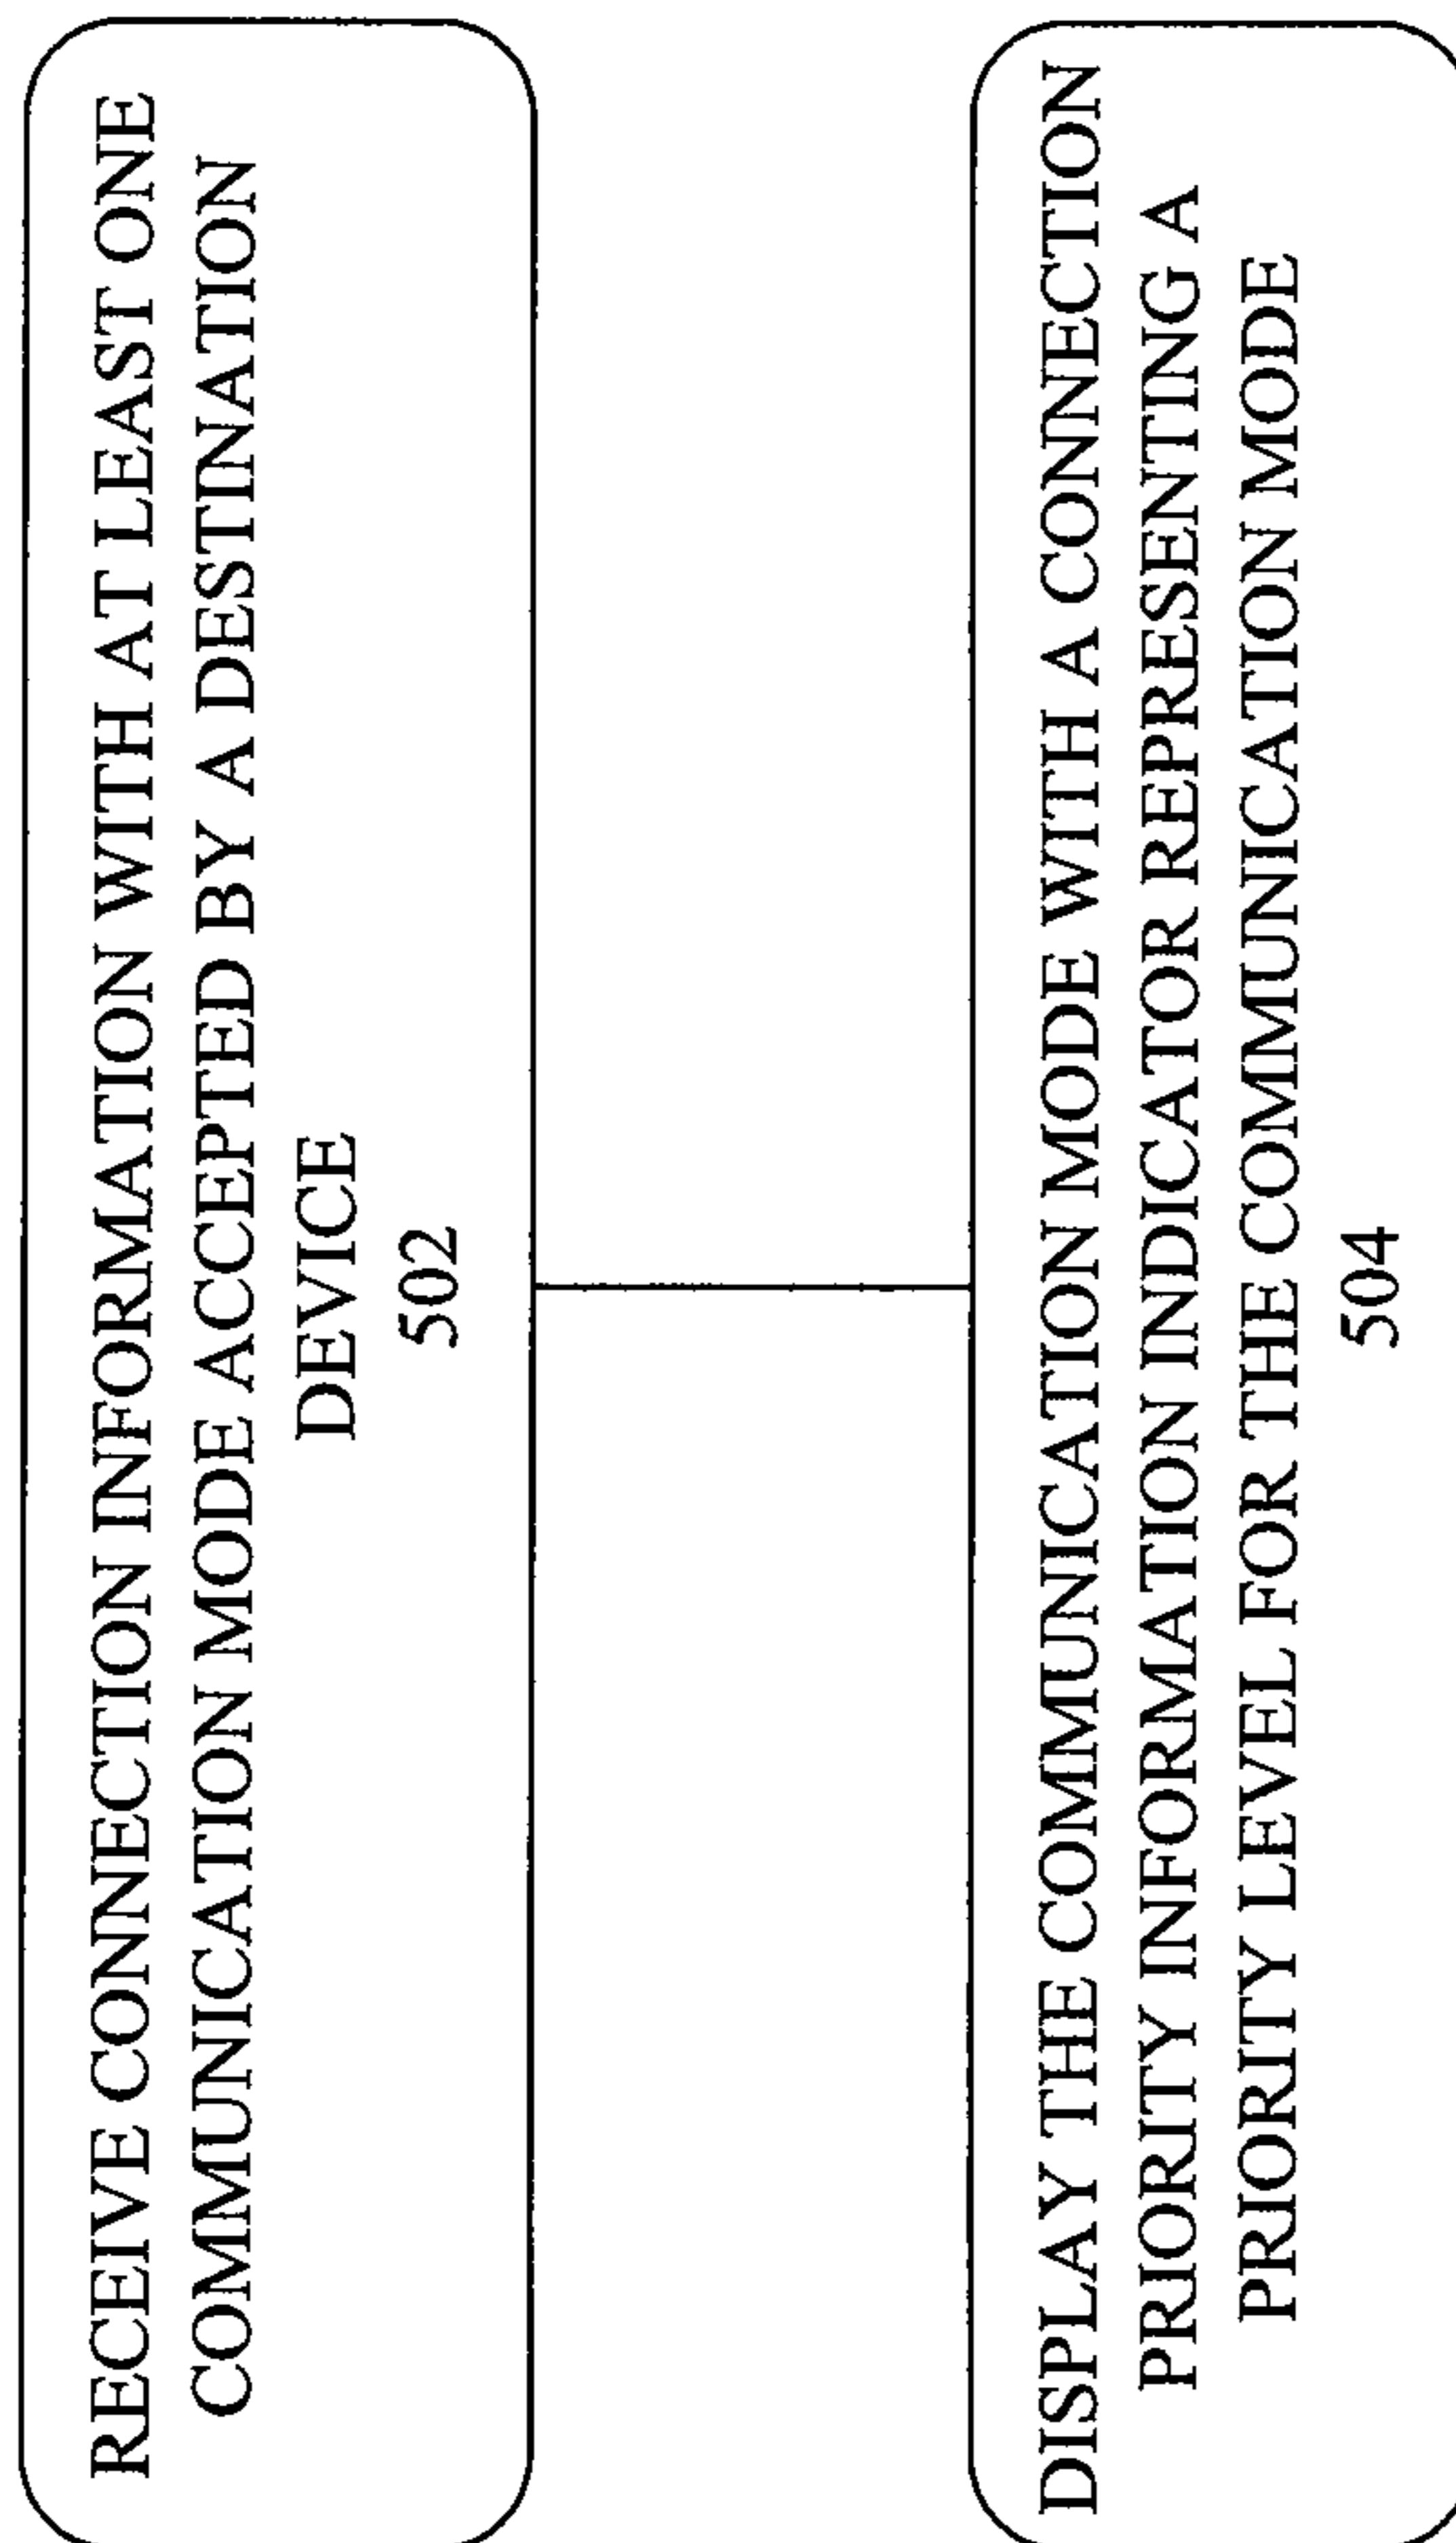 RECEIVE CONNECTION INFORMATION WITH AT LEAST ONE
COMMUNICATION MODE ACCEPTED BY A DESTINATION
DEVICE
502
DISPLAY THE COMMUNICATION MODE WITH A CONNECTION
PRIORITY INFORMATION INDICATOR REPRESENTING A
PRIORITY LEVEL FOR THE COMMUNICATION MODE
504